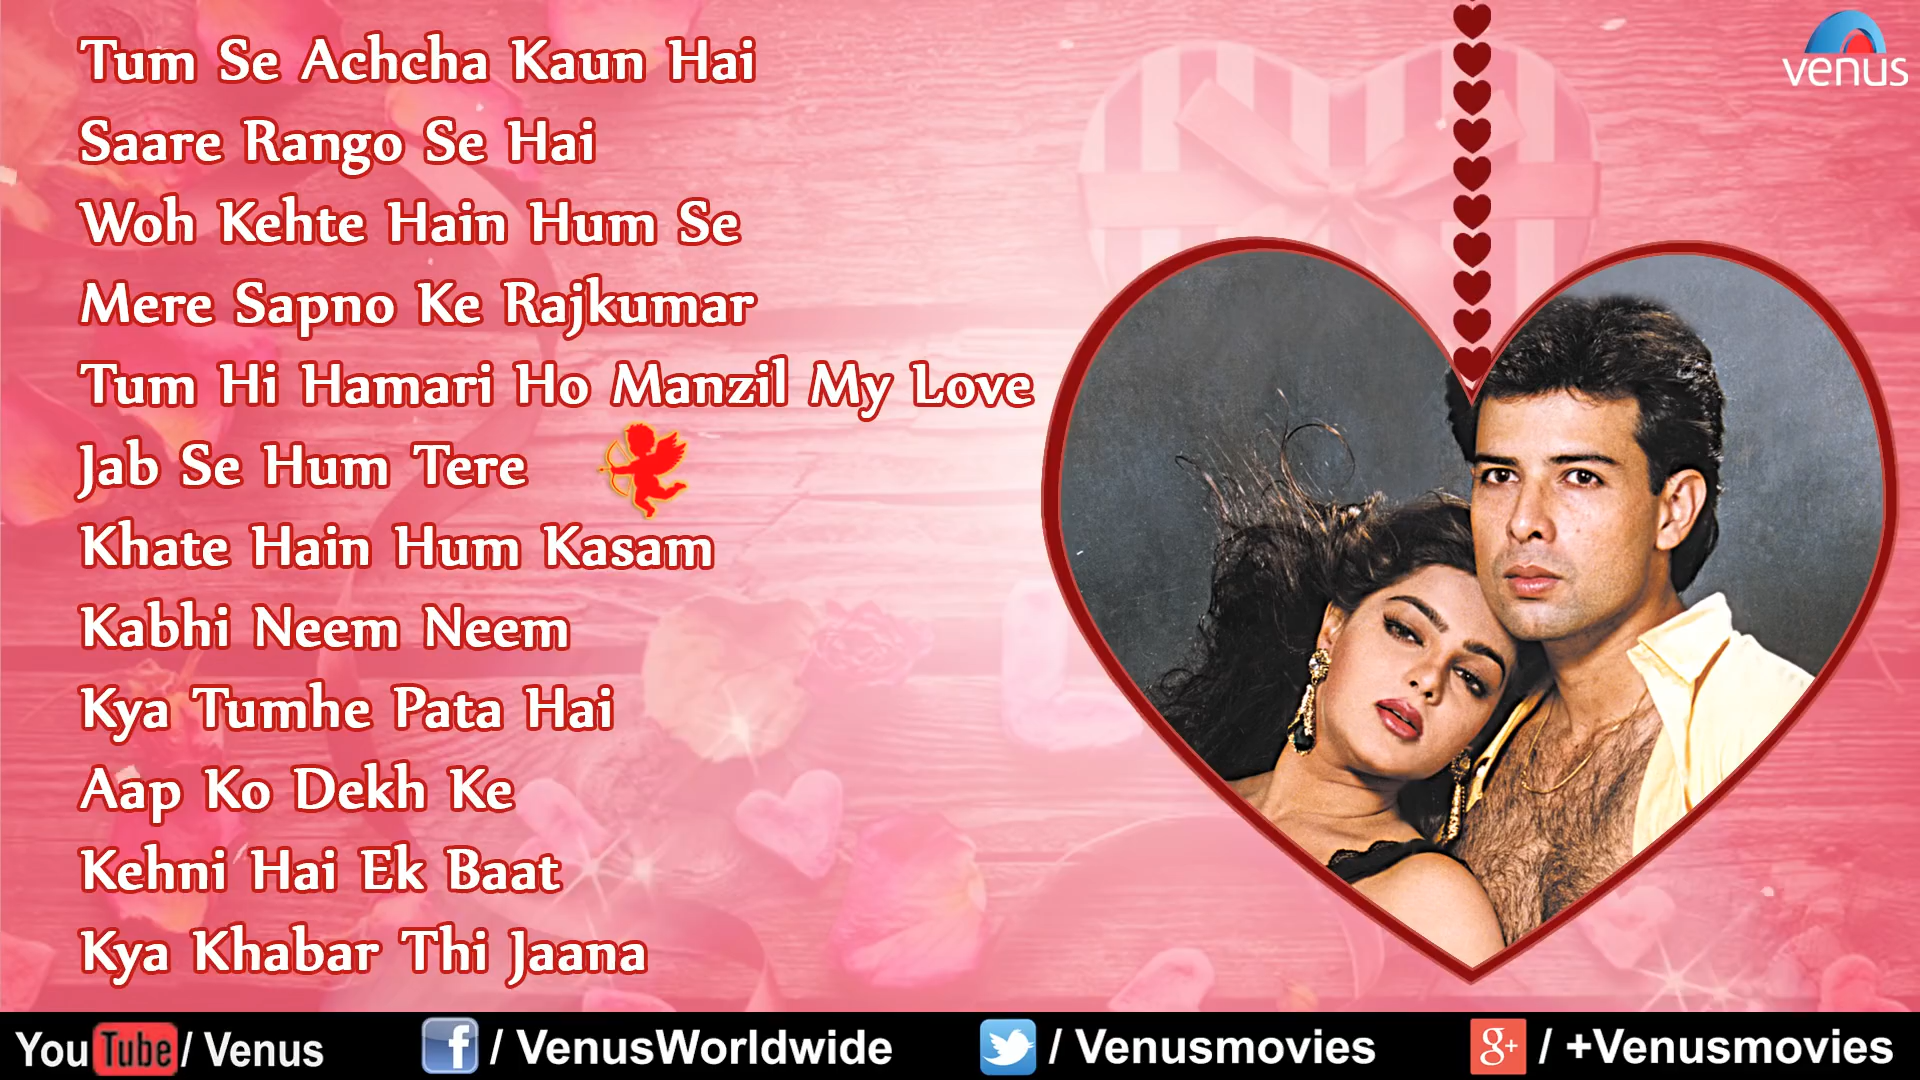 Tum Se Achcha Kaun Hai
Saare Rango Se Hai
Woh Kehte Hain Hum Se
Mere Sapno Ke Rajkumar
Tum Hi Hamari Ho Manzil My Love
Jab Se Hum Tere
Khate Hain Hum Kasam
Kabhi Neem Neem
Kya Tumhe Pata Hai
Aap Ko Dekh Ke
Kehni Hai Ek Baat
Kya Khabar Thi Jaana
venus
YouTube / Venus
f / VenusWorldwide
/ Venusmovies
g+ / +Venusmovies